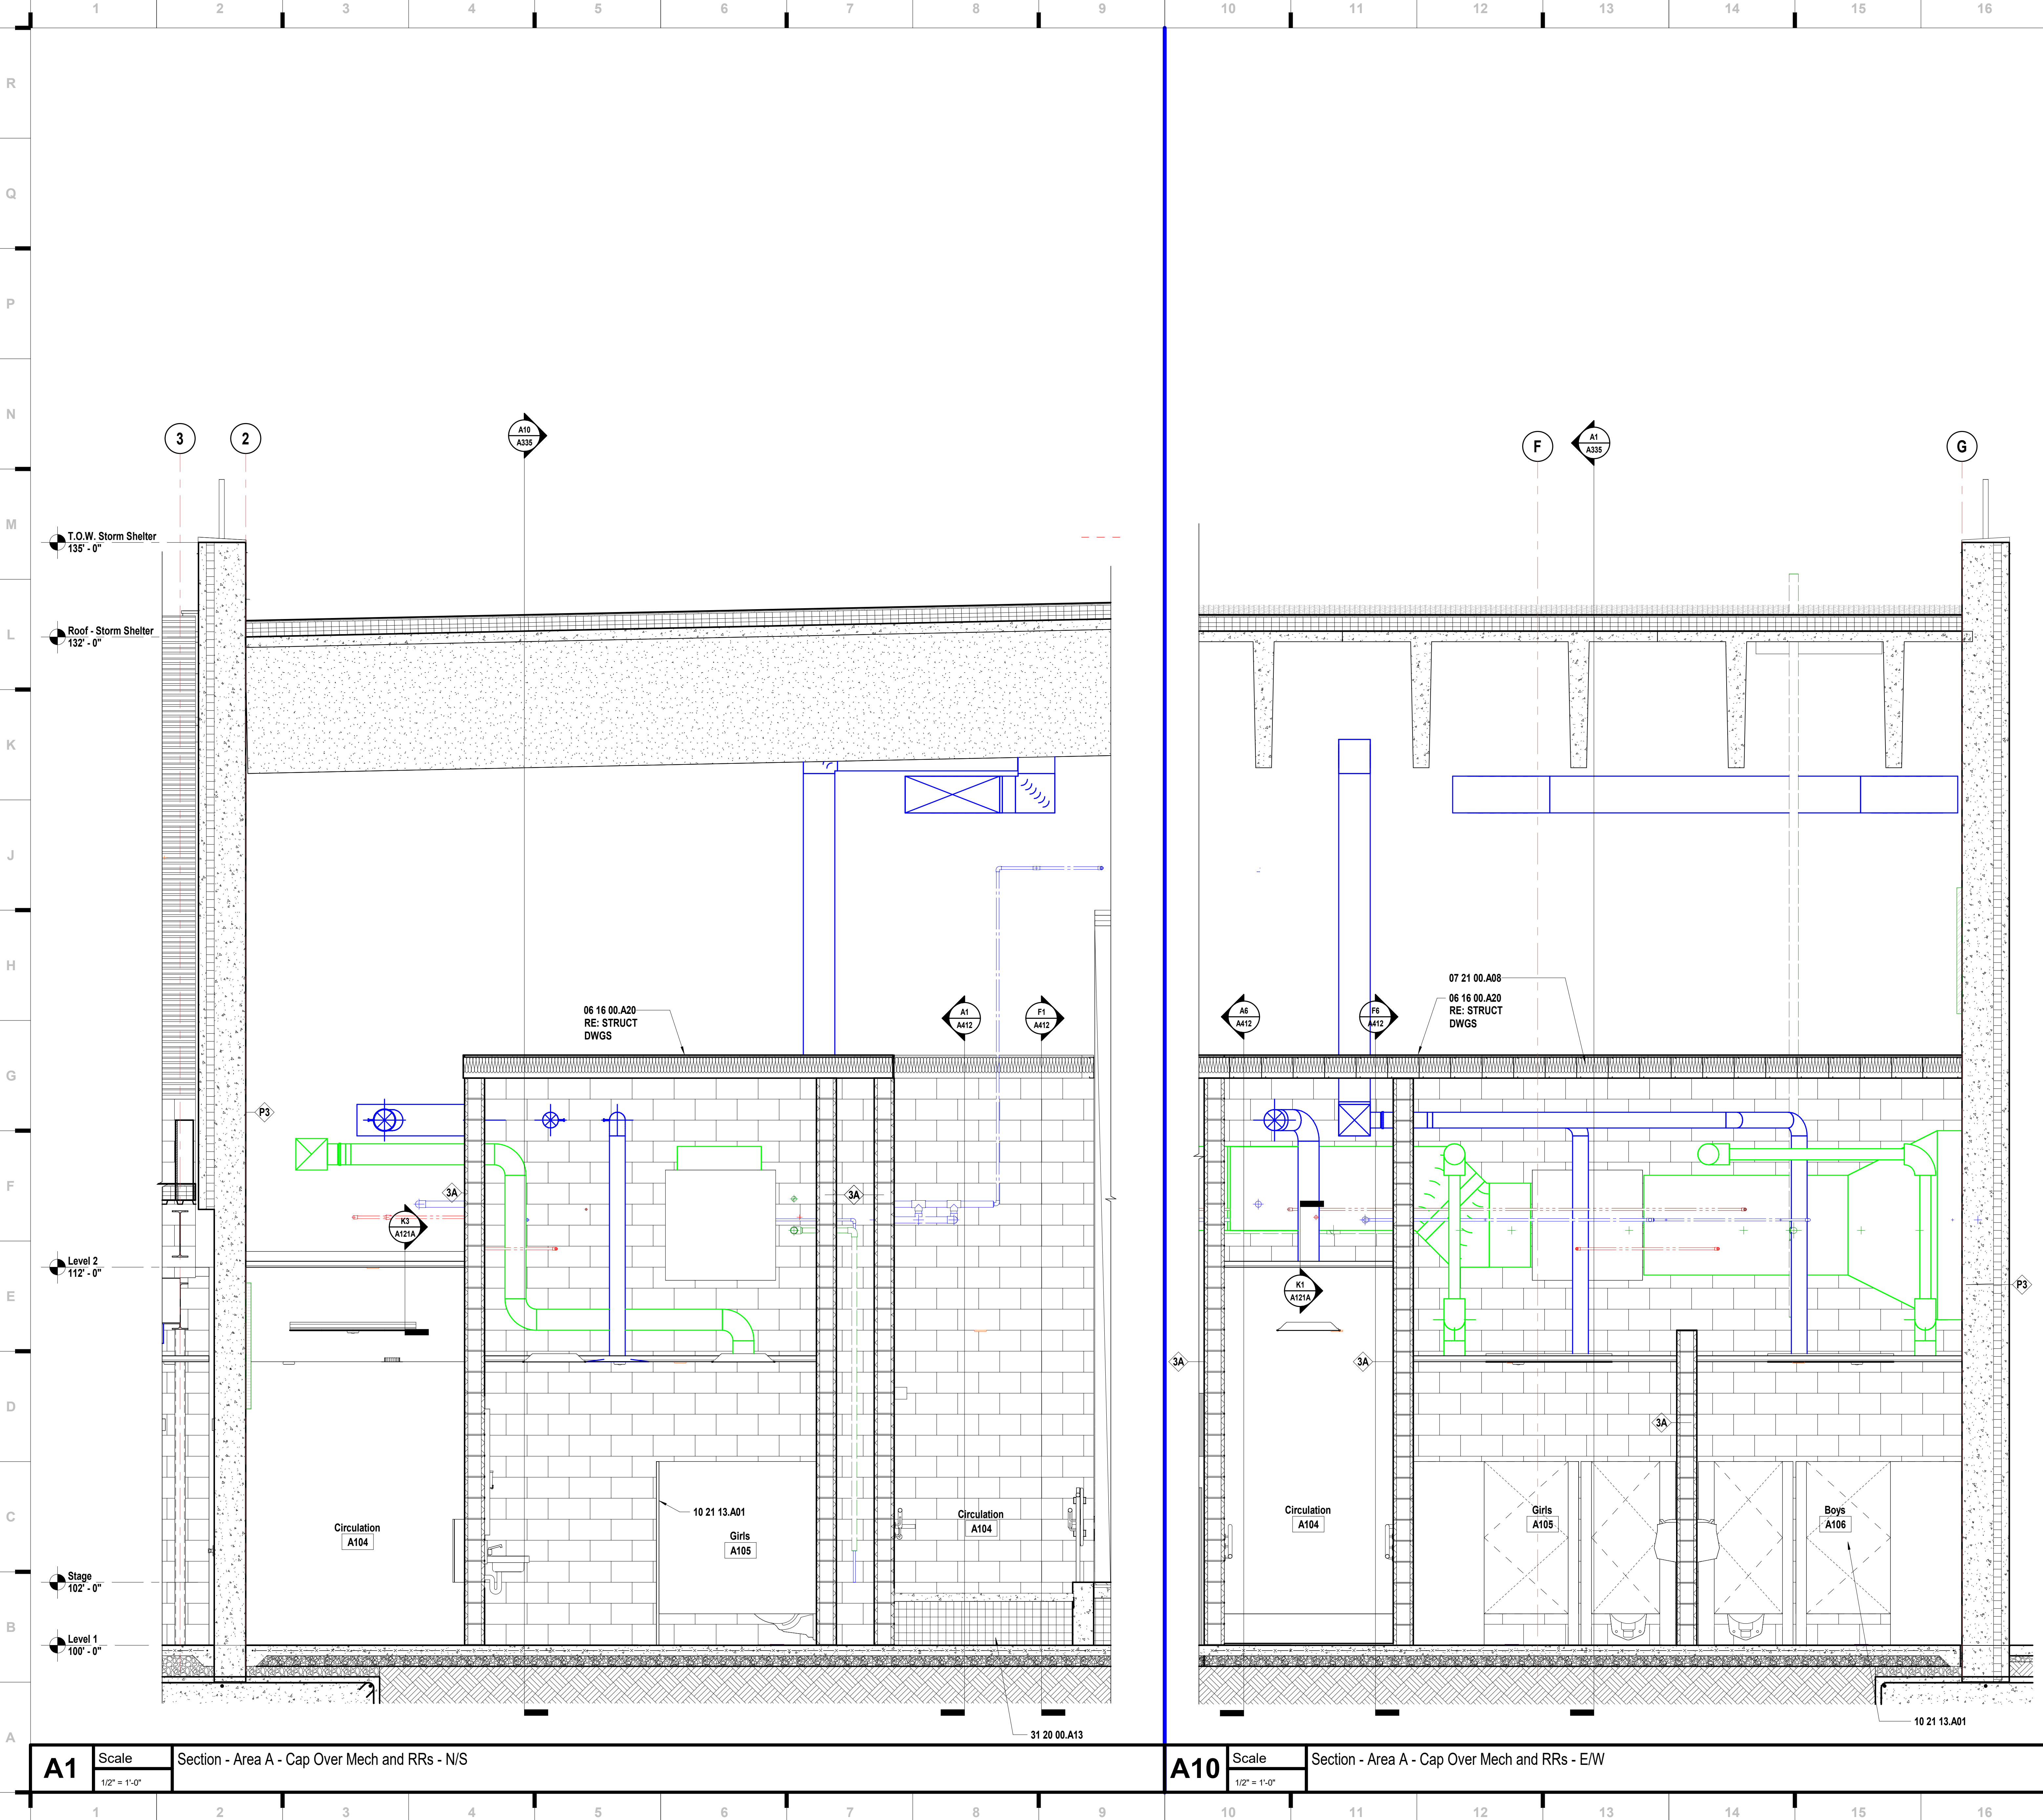 1 2 3 4 5 6 7 8 9 10 11 12 13 14 15 16
R
Q
P
N
M
L
K
J
H
G
F
E
D
C
B
A
3
2
A10
A335
T.O.W. Storm Shelter
135' - 0"
Roof - Storm Shelter
132' - 0"
06 16 00.A20
RE: STRUCT
DWGS
A1
A412
F1
A412
P3
3A
3A
K3
A121A
Level 2
112' - 0"
10 21 13.A01
Circulation
A104
Girls
A105
Circulation
A104
Stage
102' - 0"
Level 1
100' - 0"
31 20 00.A13
F
A1
A335
G
07 21 00.A08
06 16 00.A20
RE: STRUCT
DWGS
A6
A412
F6
A412
K1
A121A
P3
3A
3A
3A
Circulation
A104
Girls
A105
Boys
A106
10 21 13.A01
A1
Scale
1/2" = 1'-0"
Section - Area A - Cap Over Mech and RRs - N/S
A10
Scale
1/2" = 1'-0"
Section - Area A - Cap Over Mech and RRs - E/W
1 2 3 4 5 6 7 8 9 10 11 12 13 14 15 16